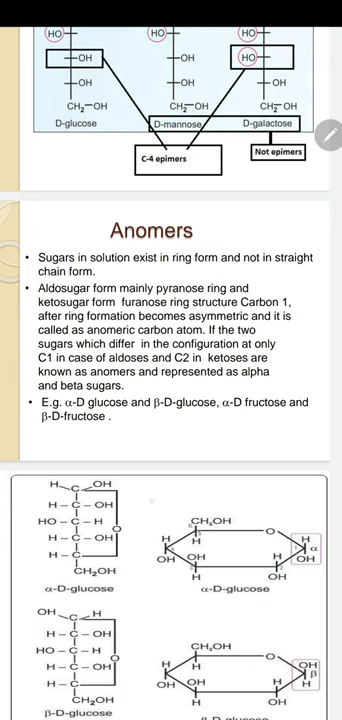 HO HO HO
OH OH HO
OH OH OH
CH2—OH CH2—OH CH2—OH
D-glucose D-mannose D-galactose
C-4 epimers
Not epimers
Anomers
• Sugars in solution exist in ring form and not in straight
chain form.
• Aldosugar form mainly pyranose ring and
ketosugar form furanose ring structure Carbon 1,
after ring formation becomes asymmetric and it is
called as anomeric carbon atom. If the two
sugars which differ in the configuration at only
C1 in case of aldoses and C2 in ketoses are
known as anomers and represented as alpha
and beta sugars.
• E.g. α-D glucose and β-D-glucose, α-D fructose and
β-D-fructose .
H C OH
H – C – OH
HO – C – H O
H – C – OH
H – C
CH2OH
α-D-glucose
CH2OH
O
H H H
H α
OH OH H OH
H OH
α-D-glucose
OH C H
H – C – OH
HO – C – H
O
H – C – OH
H – C
CH2OH
β-D-glucose
CH2OH
O
H H OH
H β
OH OH H H
H OH
β-D-glucose